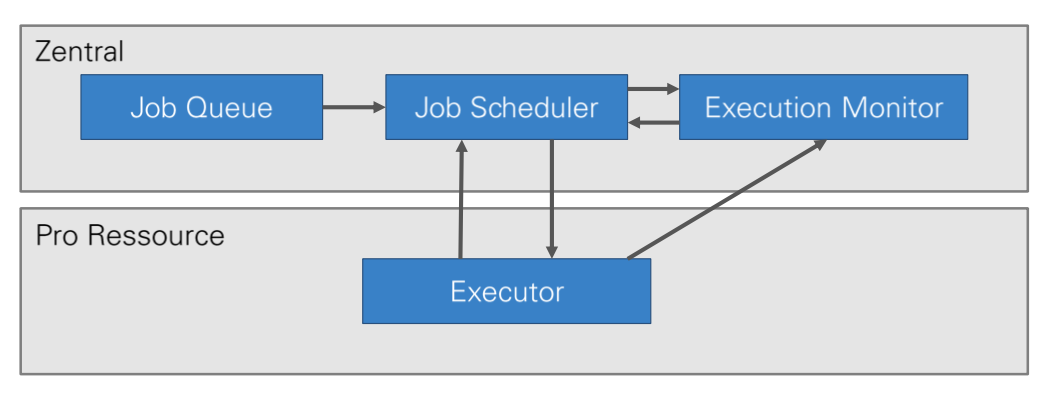 Zentral
Job Queue
Job Scheduler
Execution Monitor
Pro Ressource
Executor